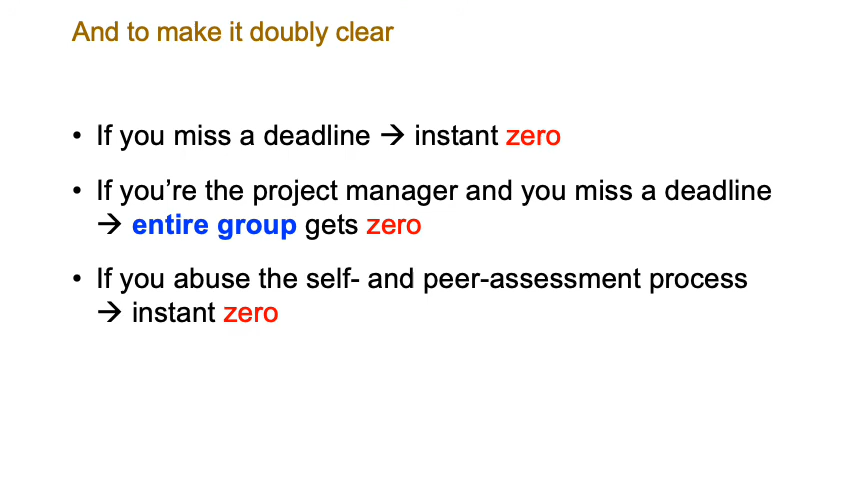 And to make it doubly clear
• If you miss a deadline → instant zero
• If you’re the project manager and you miss a deadline
→ entire group gets zero
• If you abuse the self- and peer-assessment process
→ instant zero